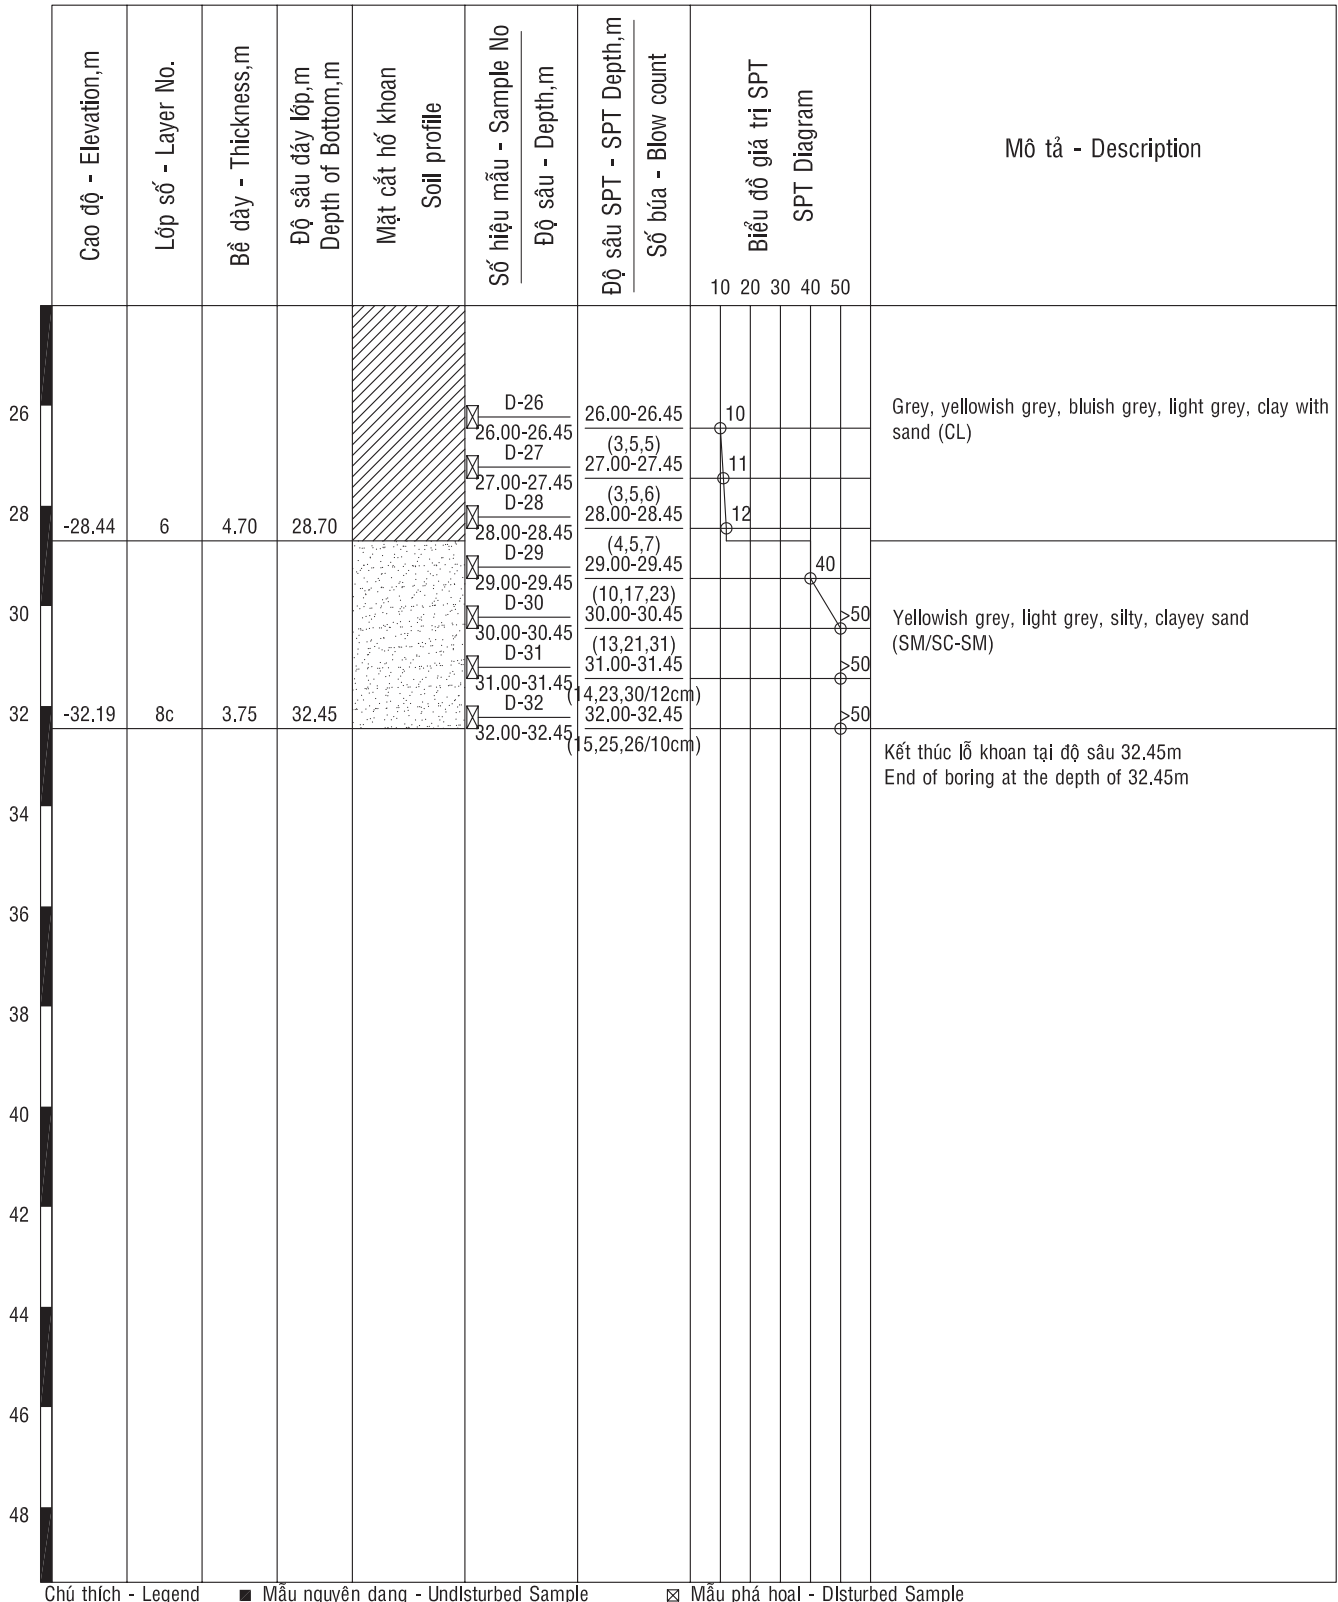 Cao độ - Elevation,m
Lớp số - Layer No.
Bề dày - Thickness,m
Độ sâu đáy lớp,m
Depth of Bottom,m
Mặt cắt hố khoan
Soil profile
Số hiệu mẫu - Sample No
Độ sâu - Depth,m
Độ sâu SPT - SPT Depth,m
Số búa - Blow count
Biểu đồ giá trị SPT
SPT Diagram
10 20 30 40 50
Mô tả - Description
26
28
30
32
34
36
38
40
42
44
46
48
-28.44 6 4.70 28.70
-32.19 8c 3.75 32.45
D-26
26.00-26.45
D-27
27.00-27.45
D-28
28.00-28.45
D-29
29.00-29.45
D-30
30.00-30.45
D-31
31.00-31.45
D-32
32.00-32.45
26.00-26.45
(3,5,5)
27.00-27.45
(3,5,6)
28.00-28.45
(4,5,7)
29.00-29.45
(10,17,23)
30.00-30.45
(13,21,31)
31.00-31.45
(14,23,30/12cm)
32.00-32.45
(15,25,26/10cm)
10
11
12
40
>50
>50
>50
Grey, yellowish grey, bluish grey, light grey, clay with
sand (CL)
Yellowish grey, light grey, silty, clayey sand
(SM/SC-SM)
Kết thúc lỗ khoan tại độ sâu 32.45m
End of boring at the depth of 32.45m
Chú thích - Legend Mẫu nguyên dạng - Undisturbed Sample Mẫu phá hoại - Disturbed Sample